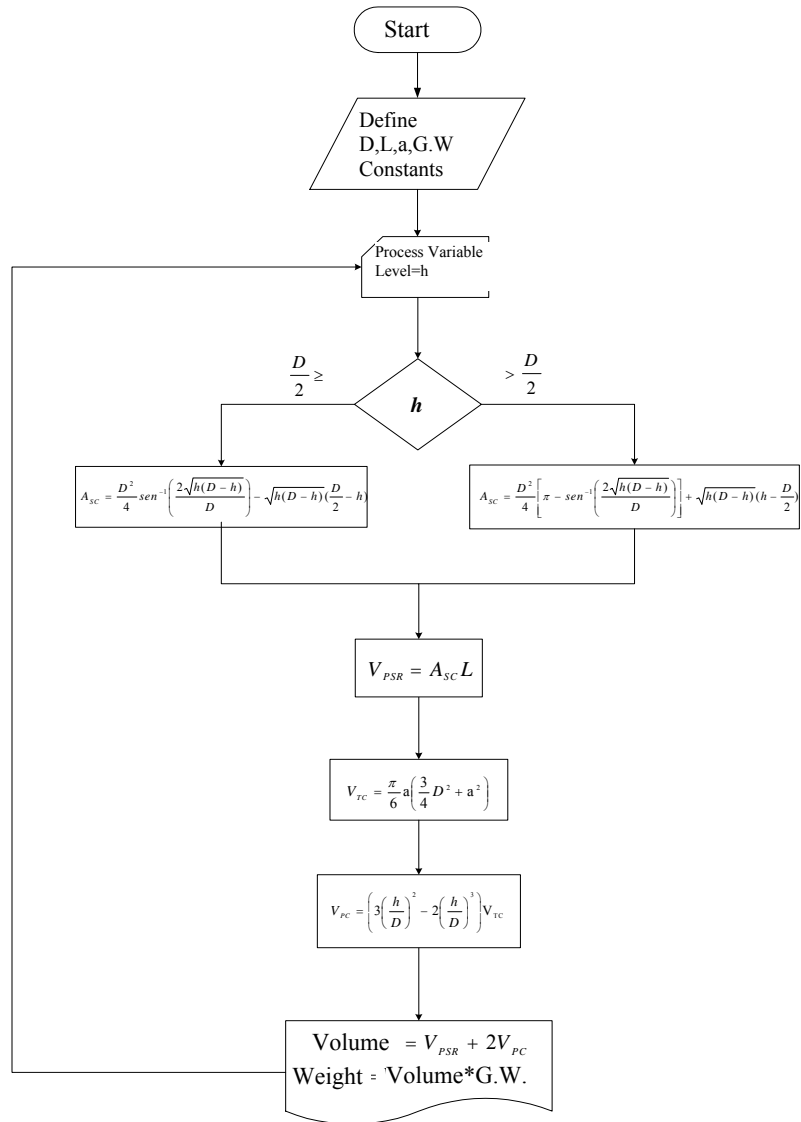 Start
Define
D,L,a,G.W
Constants
Process Variable
Level=h
D/2 ≥
h
> D/2
A_SC = D²/4 sen⁻¹(2√h(D−h)/D) − √h(D−h)(D/2 − h)
A_SC = D²/4[π − sen⁻¹(2√h(D−h)/D)] + √h(D−h)(h − D/2)
V_PSR = A_SC L
V_TC = π/6 a(3/4 D² + a²)
V_PC = (3(h/D)² − 2(h/D)³)V_TC
Volume = V_PSR + 2V_PC
Weight = Volume*G.W.